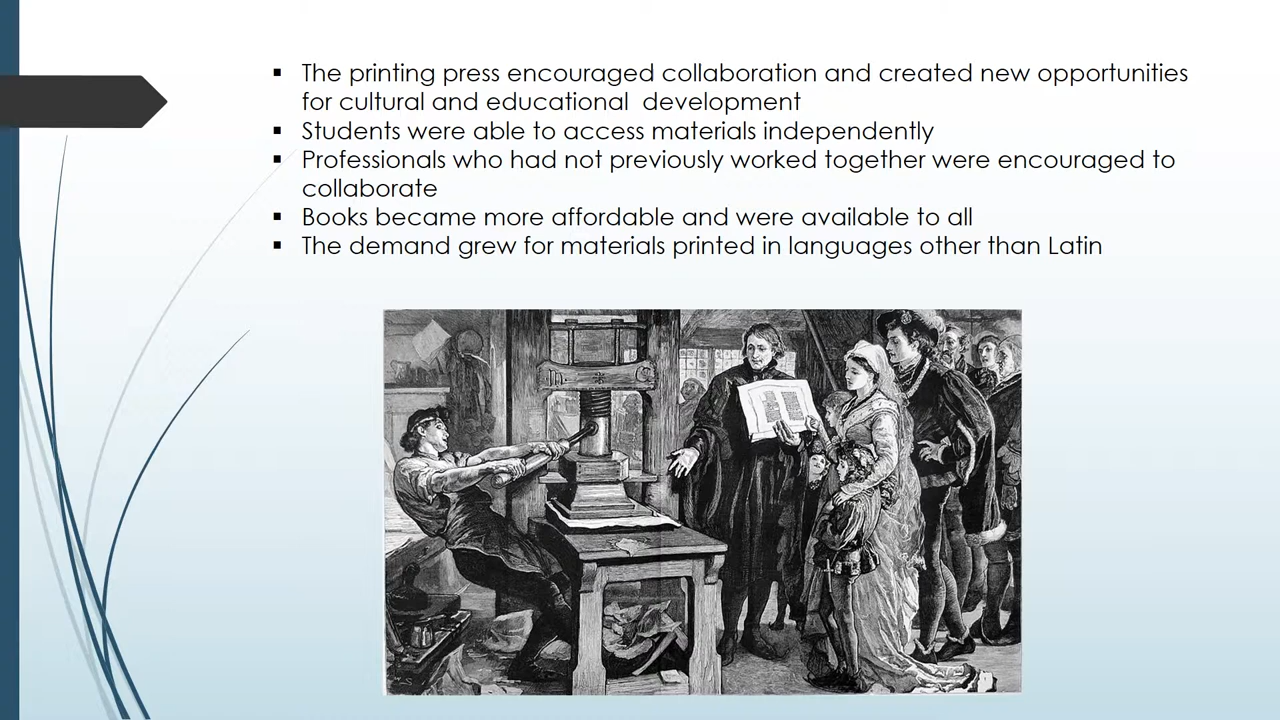 ▪ The printing press encouraged collaboration and created new opportunities
for cultural and educational  development
▪ Students were able to access materials independently
▪ Professionals who had not previously worked together were encouraged to
collaborate
▪ Books became more affordable and were available to all
▪ The demand grew for materials printed in languages other than Latin